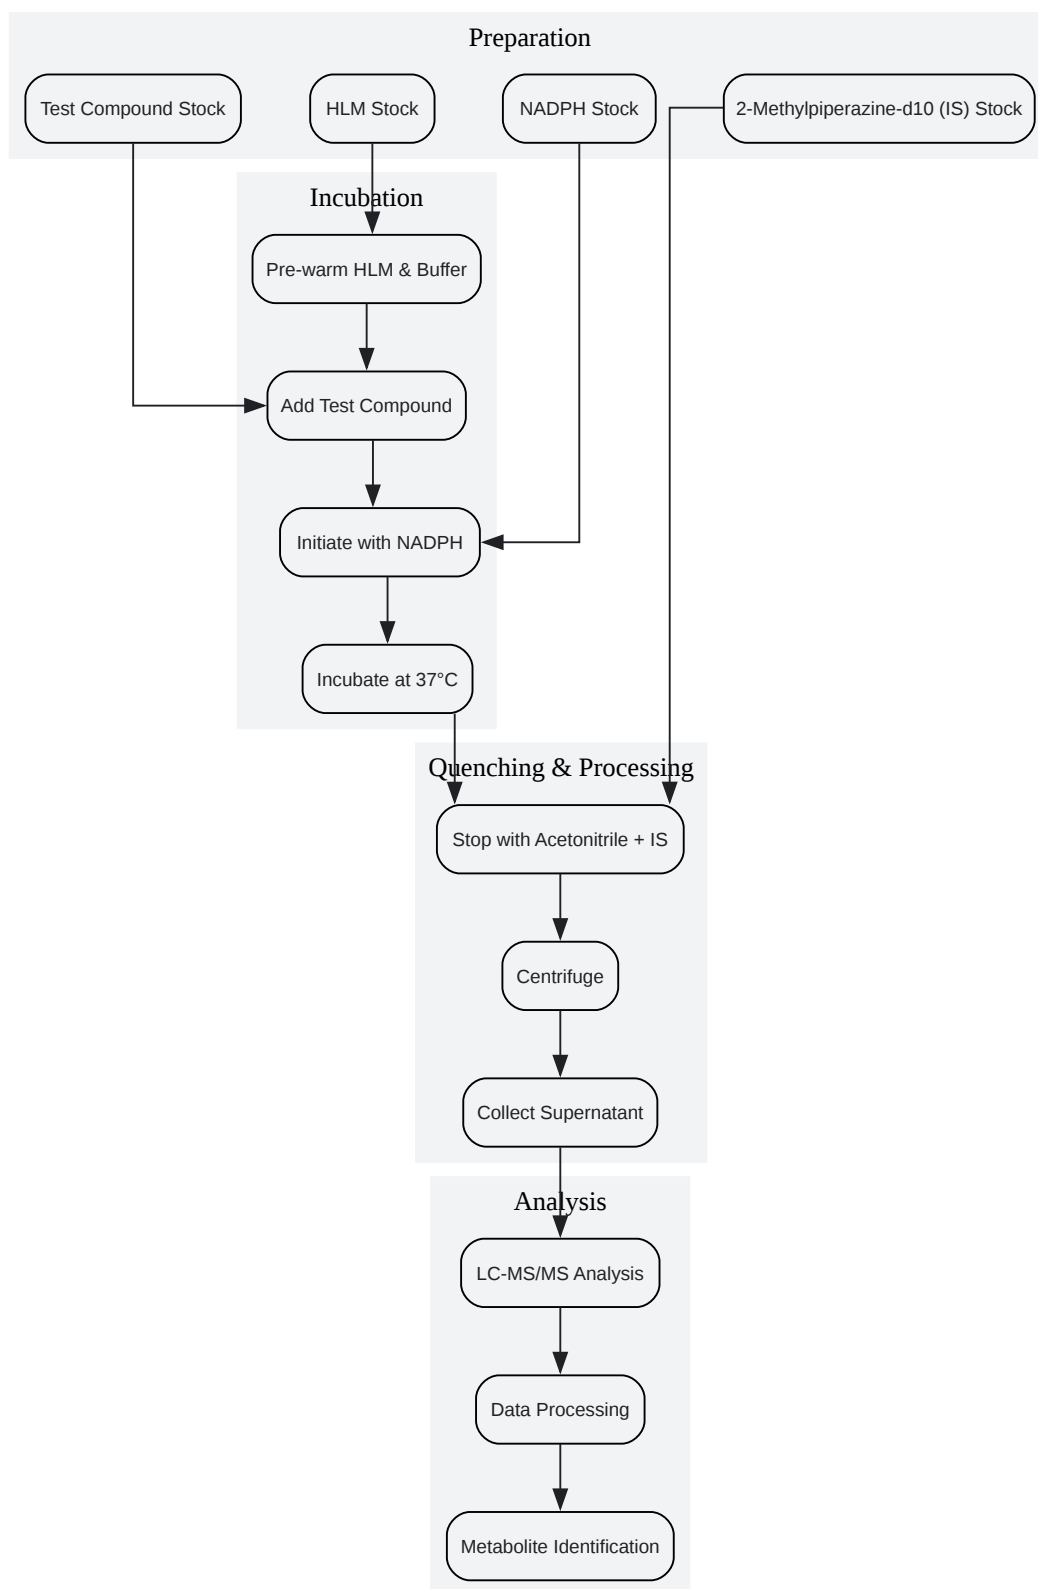 Preparation
Test Compound Stock
HLM Stock
NADPH Stock
2-Methylpiperazine-d10 (IS) Stock
Incubation
Pre-warm HLM & Buffer
Add Test Compound
Initiate with NADPH
Incubate at 37°C
Quenching & Processing
Stop with Acetonitrile + IS
Centrifuge
Collect Supernatant
Analysis
LC-MS/MS Analysis
Data Processing
Metabolite Identification